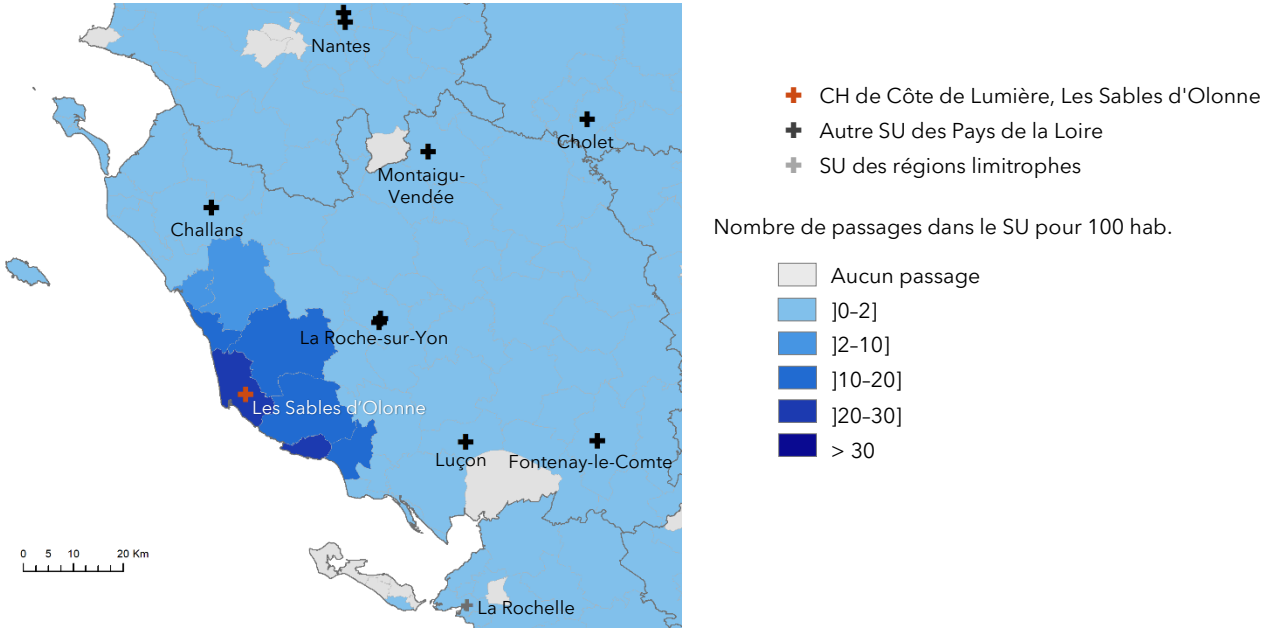 Nantes
Cholet
Montaigu-
Vendée
Challans
La Roche-sur-Yon
Les Sables d'Olonne
Luçon
Fontenay-le-Comte
0 5 10 20 Km
La Rochelle
CH de Côte de Lumière, Les Sables d'Olonne
Autre SU des Pays de la Loire
SU des régions limitrophes
Nombre de passages dans le SU pour 100 hab.
Aucun passage
]0–2]
]2–10]
]10–20]
]20–30]
> 30